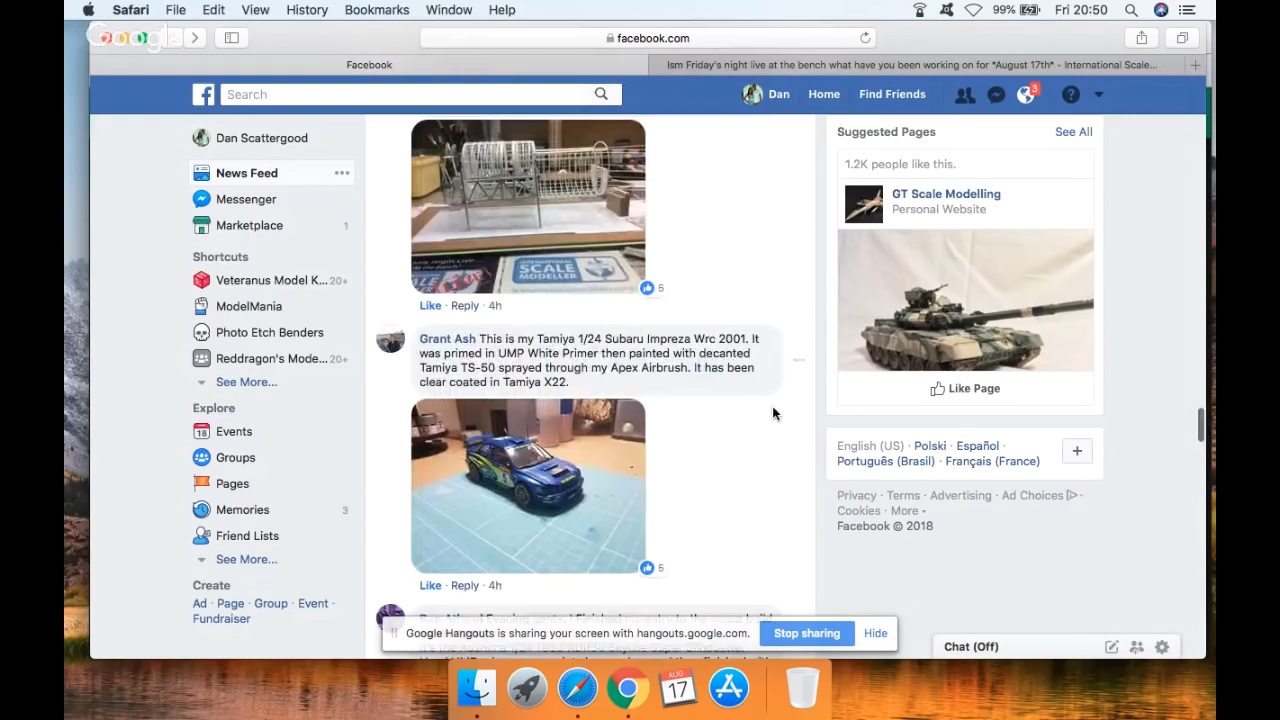 Safari File Edit View History Bookmarks Window Help 99% Fri 20:50
Google
facebook.com
Facebook
Ism Friday's night live at the bench what have you been working on for *August 17th* - International Scale...
Search
Dan Home Find Friends 3
Dan Scattergood
News Feed
Messenger
Marketplace 1
Shortcuts
Veteranus Model K... 20+
ModelMania
Photo Etch Benders
Reddragon's Mode... 20+
See More...
Explore
18 Events
Groups
Pages
Memories 3
Friend Lists
See More...
Create
Ad · Page · Group · Event ·
Fundraiser
INTERNATIONAL
SCALE
MODELLER
5
Like · Reply · 4h
Grant Ash This is my Tamiya 1/24 Subaru Impreza Wrc 2001. It
was primed in UMP White Primer then painted with decanted
Tamiya TS-50 sprayed through my Apex Airbrush. It has been
clear coated in Tamiya X22.
5
Like · Reply · 4h
Suggested Pages See All
1.2K people like this.
GT Scale Modelling
Personal Website
Like Page
English (US) · Polski · Español ·
Português (Brasil) · Français (France)
Privacy · Terms · Advertising · Ad Choices ·
Cookies · More
Facebook © 2018
Google Hangouts is sharing your screen with hangouts.google.com. Stop sharing Hide
Chat (Off)
AUG
17